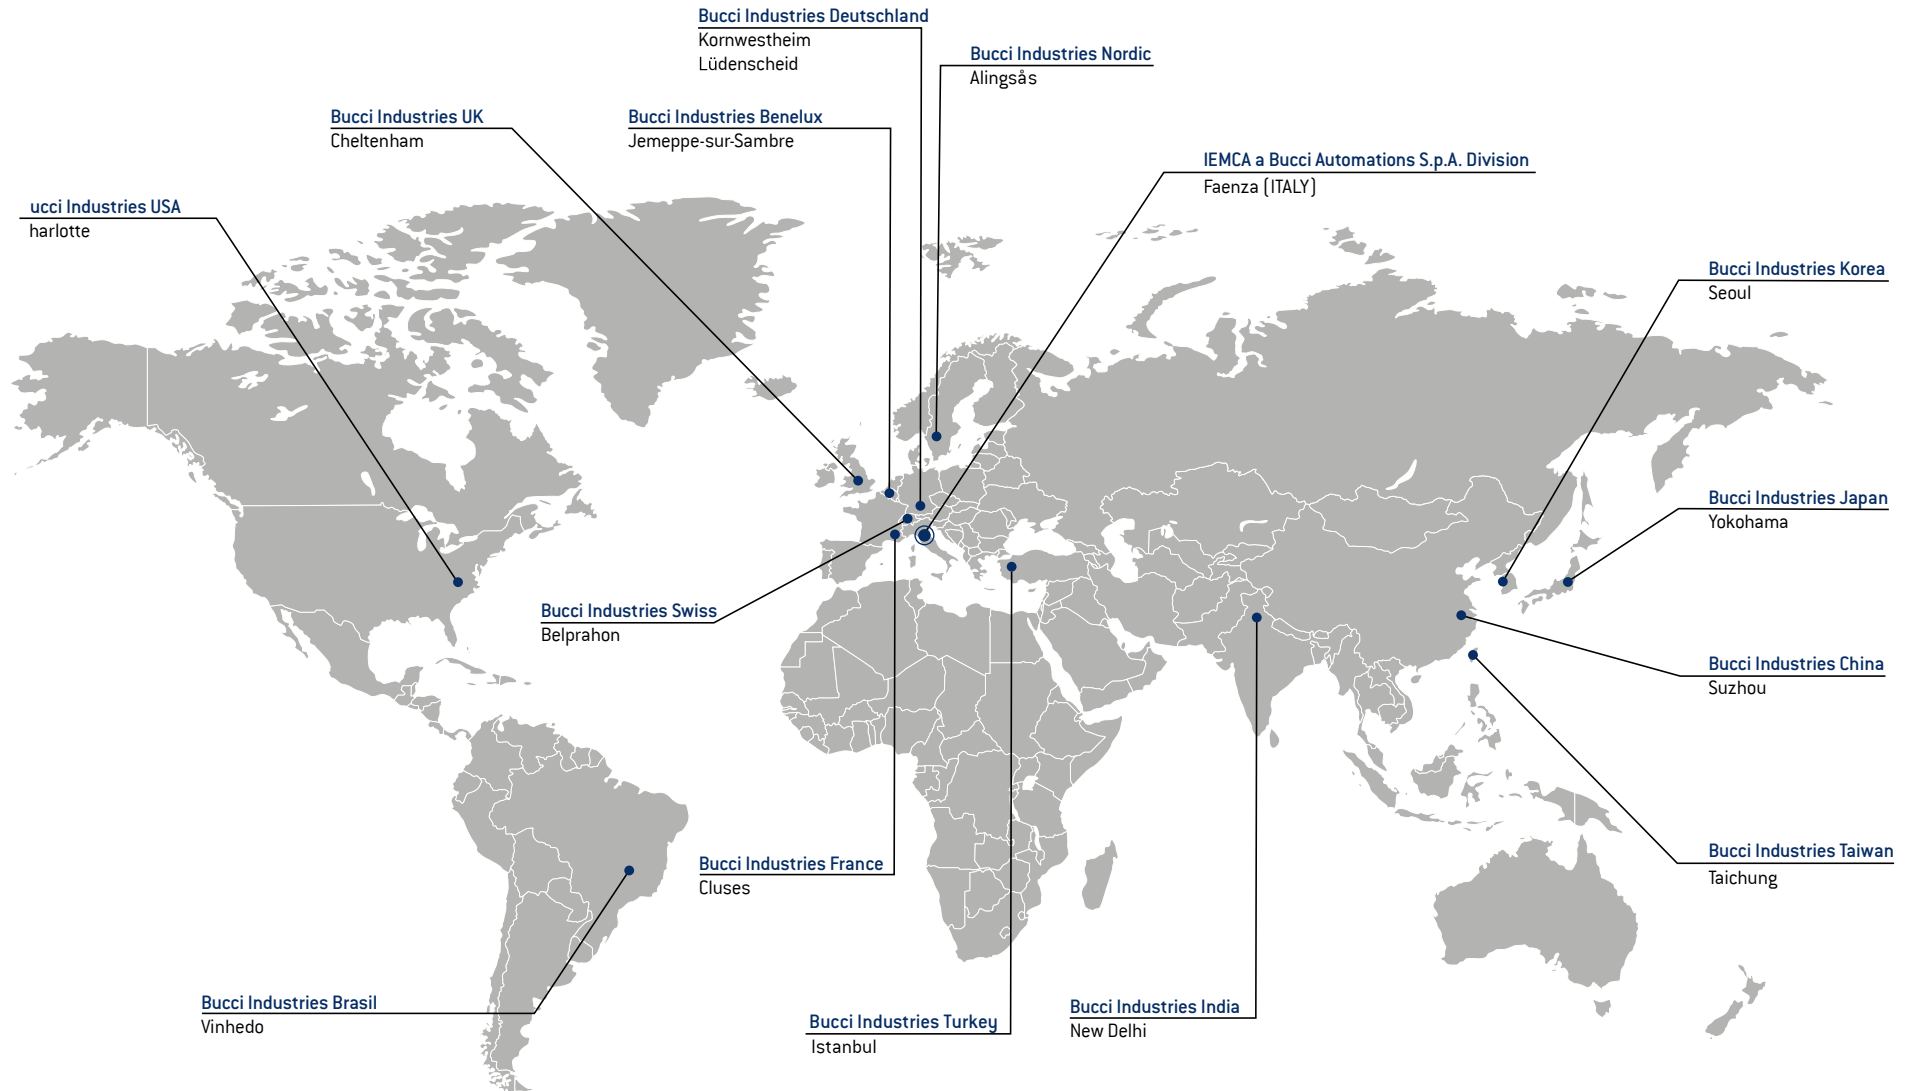 Bucci Industries Deutschland
Kornwestheim
Lüdenscheid
Bucci Industries Nordic
Alingsås
Bucci Industries UK
Cheltenham
Bucci Industries Benelux
Jemeppe-sur-Sambre
IEMCA a Bucci Automations S.p.A. Division
Faenza (ITALY)
ucci Industries USA
harlotte
Bucci Industries Korea
Seoul
Bucci Industries Japan
Yokohama
Bucci Industries Swiss
Belprahon
Bucci Industries China
Suzhou
Bucci Industries France
Cluses
Bucci Industries Taiwan
Taichung
Bucci Industries Brasil
Vinhedo
Bucci Industries Turkey
Istanbul
Bucci Industries India
New Delhi